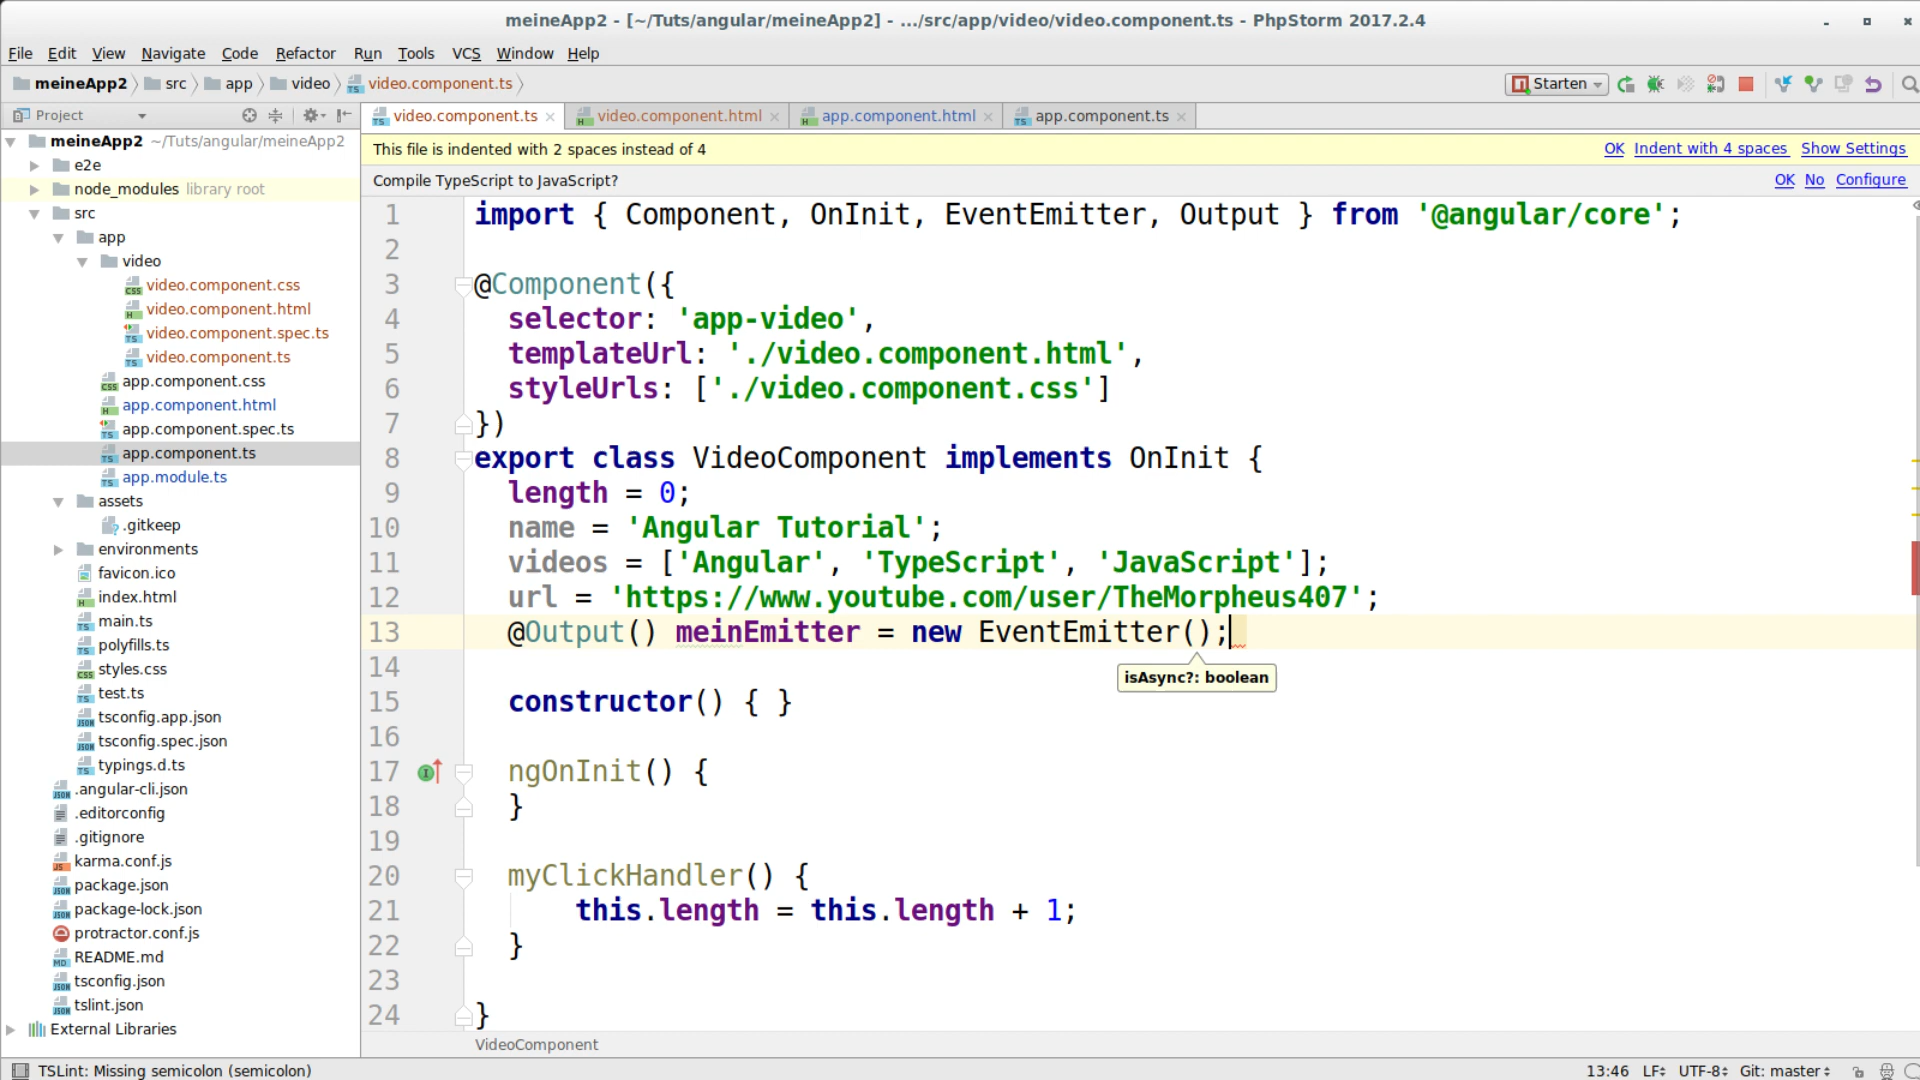 meineApp2 - [~/Tuts/angular/meineApp2] - .../src/app/video/video.component.ts - PhpStorm 2017.2.4
File Edit View Navigate Code Refactor Run Tools VCS Window Help
meineApp2 src app video video.component.ts Starten
Project
video.component.ts video.component.html app.component.html app.component.ts
This file is indented with 2 spaces instead of 4 OK Indent with 4 spaces Show Settings
Compile TypeScript to JavaScript? OK No Configure
meineApp2 ~/Tuts/angular/meineApp2
e2e
node_modules library root
src
app
video
video.component.css
video.component.html
video.component.spec.ts
video.component.ts
app.component.css
app.component.html
app.component.spec.ts
app.component.ts
app.module.ts
assets
.gitkeep
environments
favicon.ico
index.html
main.ts
polyfills.ts
styles.css
test.ts
tsconfig.app.json
tsconfig.spec.json
typings.d.ts
.angular-cli.json
.editorconfig
.gitignore
karma.conf.js
package.json
package-lock.json
protractor.conf.js
README.md
tsconfig.json
tslint.json
External Libraries
1 import { Component, OnInit, EventEmitter, Output } from '@angular/core';
2
3 @Component({
4 selector: 'app-video',
5 templateUrl: './video.component.html',
6 styleUrls: ['./video.component.css']
7 })
8 export class VideoComponent implements OnInit {
9 length = 0;
10 name = 'Angular Tutorial';
11 videos = ['Angular', 'TypeScript', 'JavaScript'];
12 url = 'https://www.youtube.com/user/TheMorpheus407';
13 @Output() meinEmitter = new EventEmitter();
isAsync?: boolean
14
15 constructor() { }
16
17 ngOnInit() {
18 }
19
20 myClickHandler() {
21 this.length = this.length + 1;
22 }
23
24 }
VideoComponent
TSLint: Missing semicolon (semicolon) 13:46 LF UTF-8 Git: master